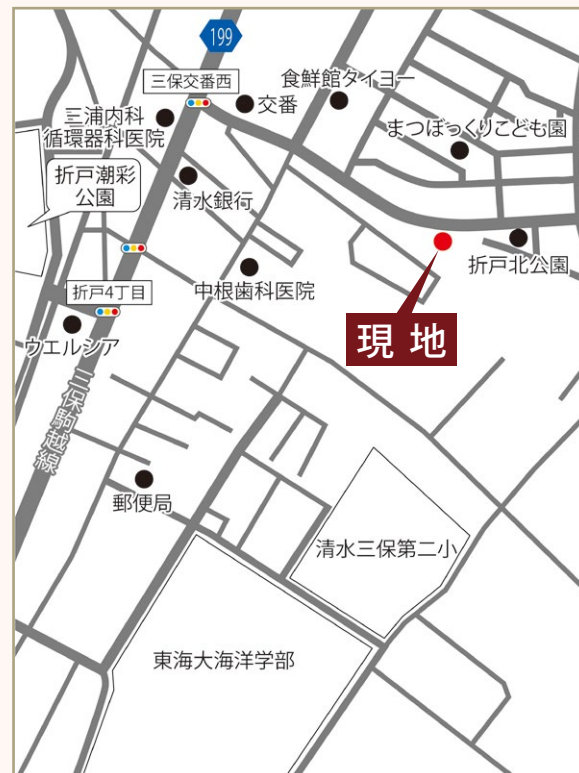 199
三保交番西
食鮮館タイヨー
交番
三浦内科
循環器科医院
まつぼっくりこども園
折戸潮彩
公園
清水銀行
折戸北公園
折戸4丁目
中根歯科医院
現地
ウエルシア
三保駒越線
郵便局
清水三保第二小
東海大海洋学部